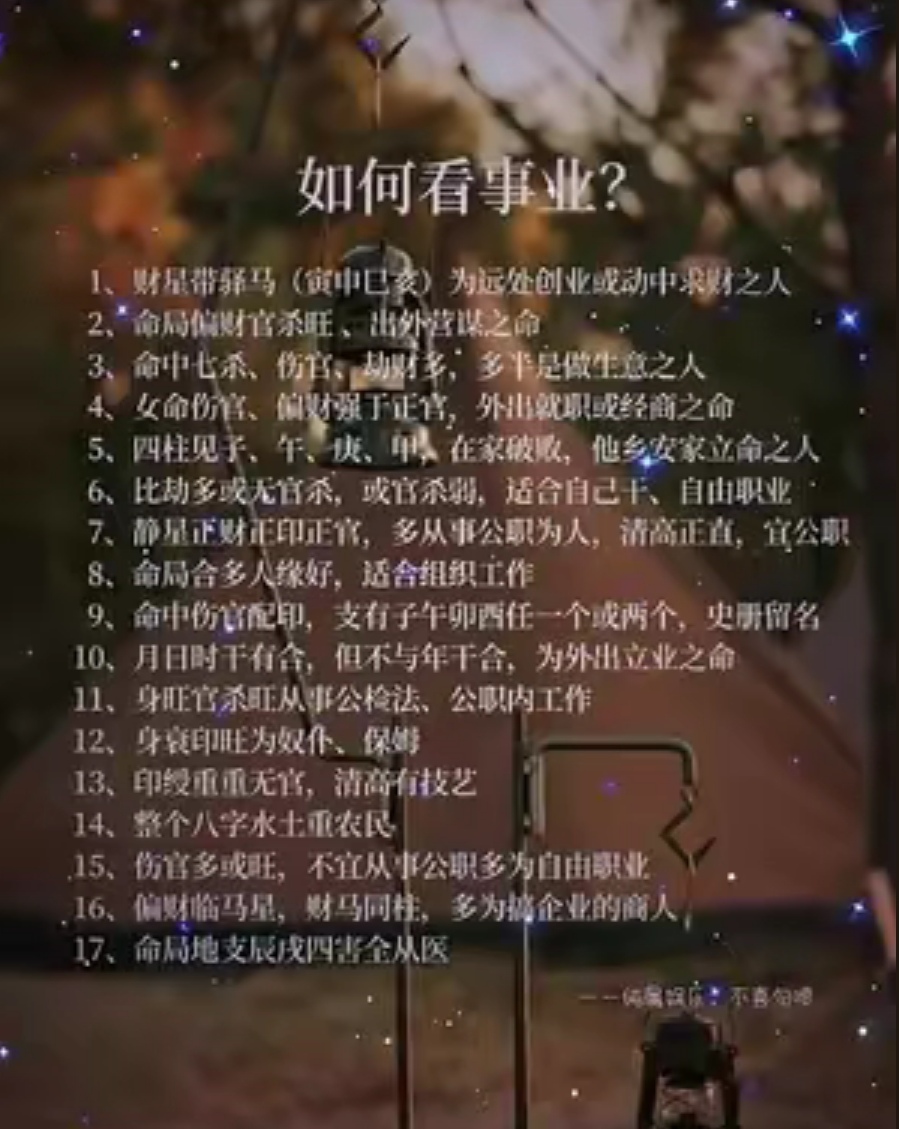 如何看事业?
1、财星带驿马（寅申巳亥）为远处创业或动中求财之人
2、命局偏财官杀旺、出外营谋之命
3、命中七杀、伤官、劫财多，多半是做生意之人
4、女命伤官、偏财强于正官，外出就职或经商之命
5、四柱见子、午、庚、甲，在家破败，他乡安家立命之人
6、比劫多或无官杀，或官杀弱，适合自己干、自由职业
7、静星正财正印正官，多从事公职为人，清高正直，宜公职
8、命局合多人缘好，适合组织工作
9、命中伤官配印，支有子午卯酉任一个或两个，史册留名
10、月日时干有合，但不与年干合，为外出立业之命
11、身旺官杀旺从事公检法、公职内工作
12、身衰印旺为奴仆、保姆
13、印绶重重无官，清高有技艺
14、整个八字水土重农民
15、伤官多或旺，不宜从事公职多为自由职业
16、偏财临马星，财马同柱，多为搞企业的商人
17、命局地支辰戌四害全从医
——纯属娱乐，不喜勿喷